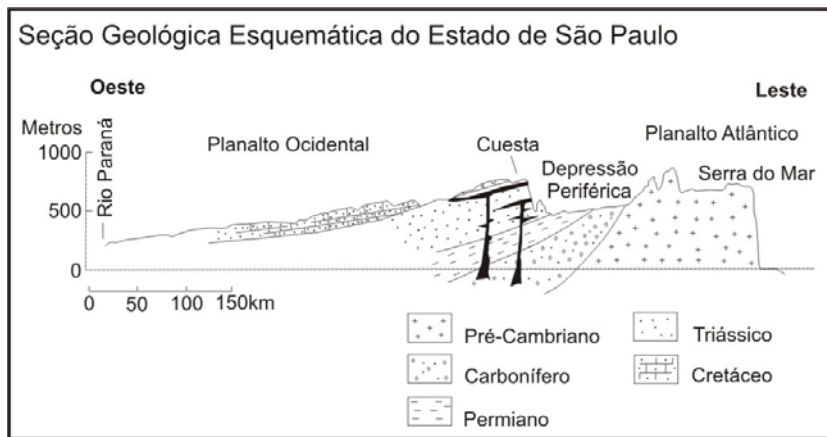 Seção Geológica Esquemática do Estado de São Paulo
Oeste
Leste
Metros
1000
500
0
Rio Paraná
Planalto Ocidental
Cuesta
Depressão
Periférica
Planalto Atlântico
Serra do Mar
0 50 100 150km
Pré-Cambriano
Triássico
Carbonífero
Cretáceo
Permiano